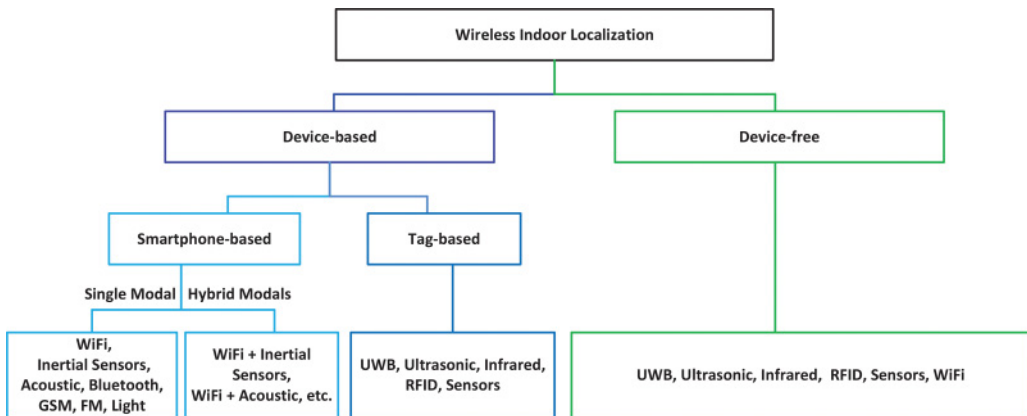 Wireless Indoor Localization
Device-based
Device-free
Smartphone-based
Tag-based
Single Modal
Hybrid Modals
WiFi,
Inertial Sensors,
Acoustic, Bluetooth,
GSM, FM, Light
WiFi + Inertial
Sensors,
WiFi + Acoustic, etc.
UWB, Ultrasonic, Infrared,
RFID, Sensors
UWB, Ultrasonic, Infrared, RFID, Sensors, WiFi